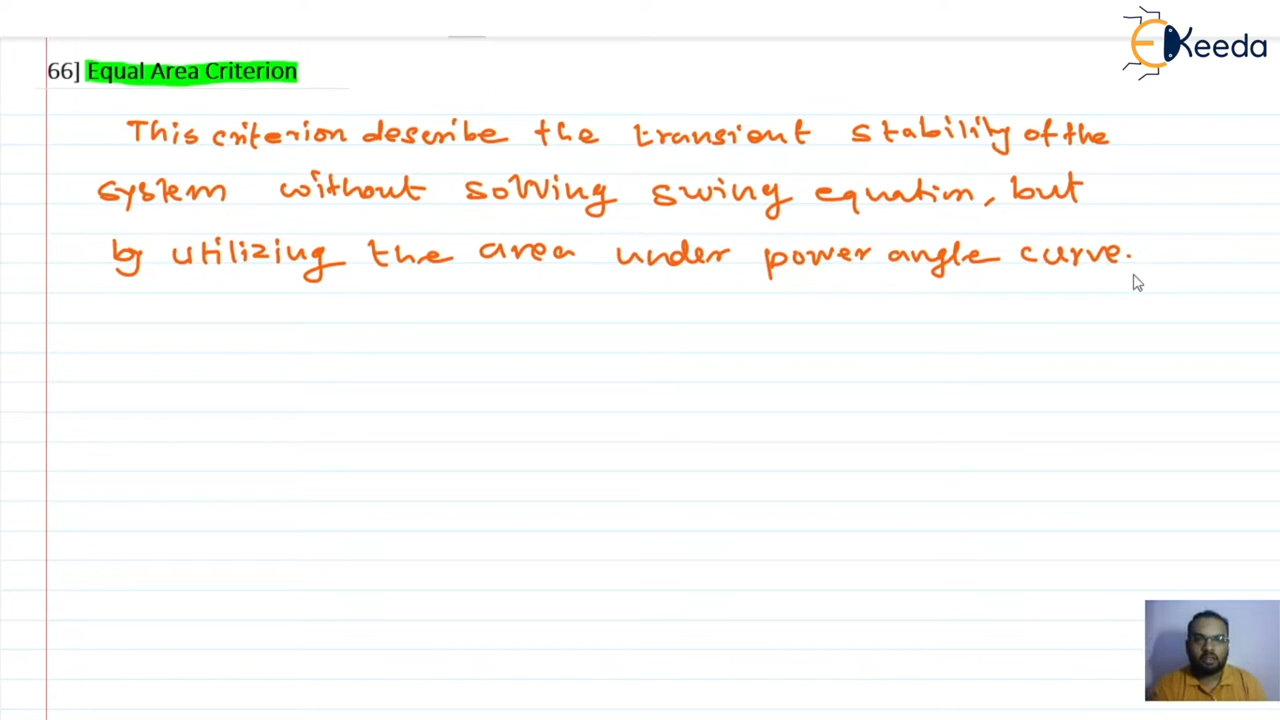 EKeeda
66] Equal Area Criterion
This criterion describe the transient stability of the
system without solving swing equation, but
by utilizing the area under power angle curve.